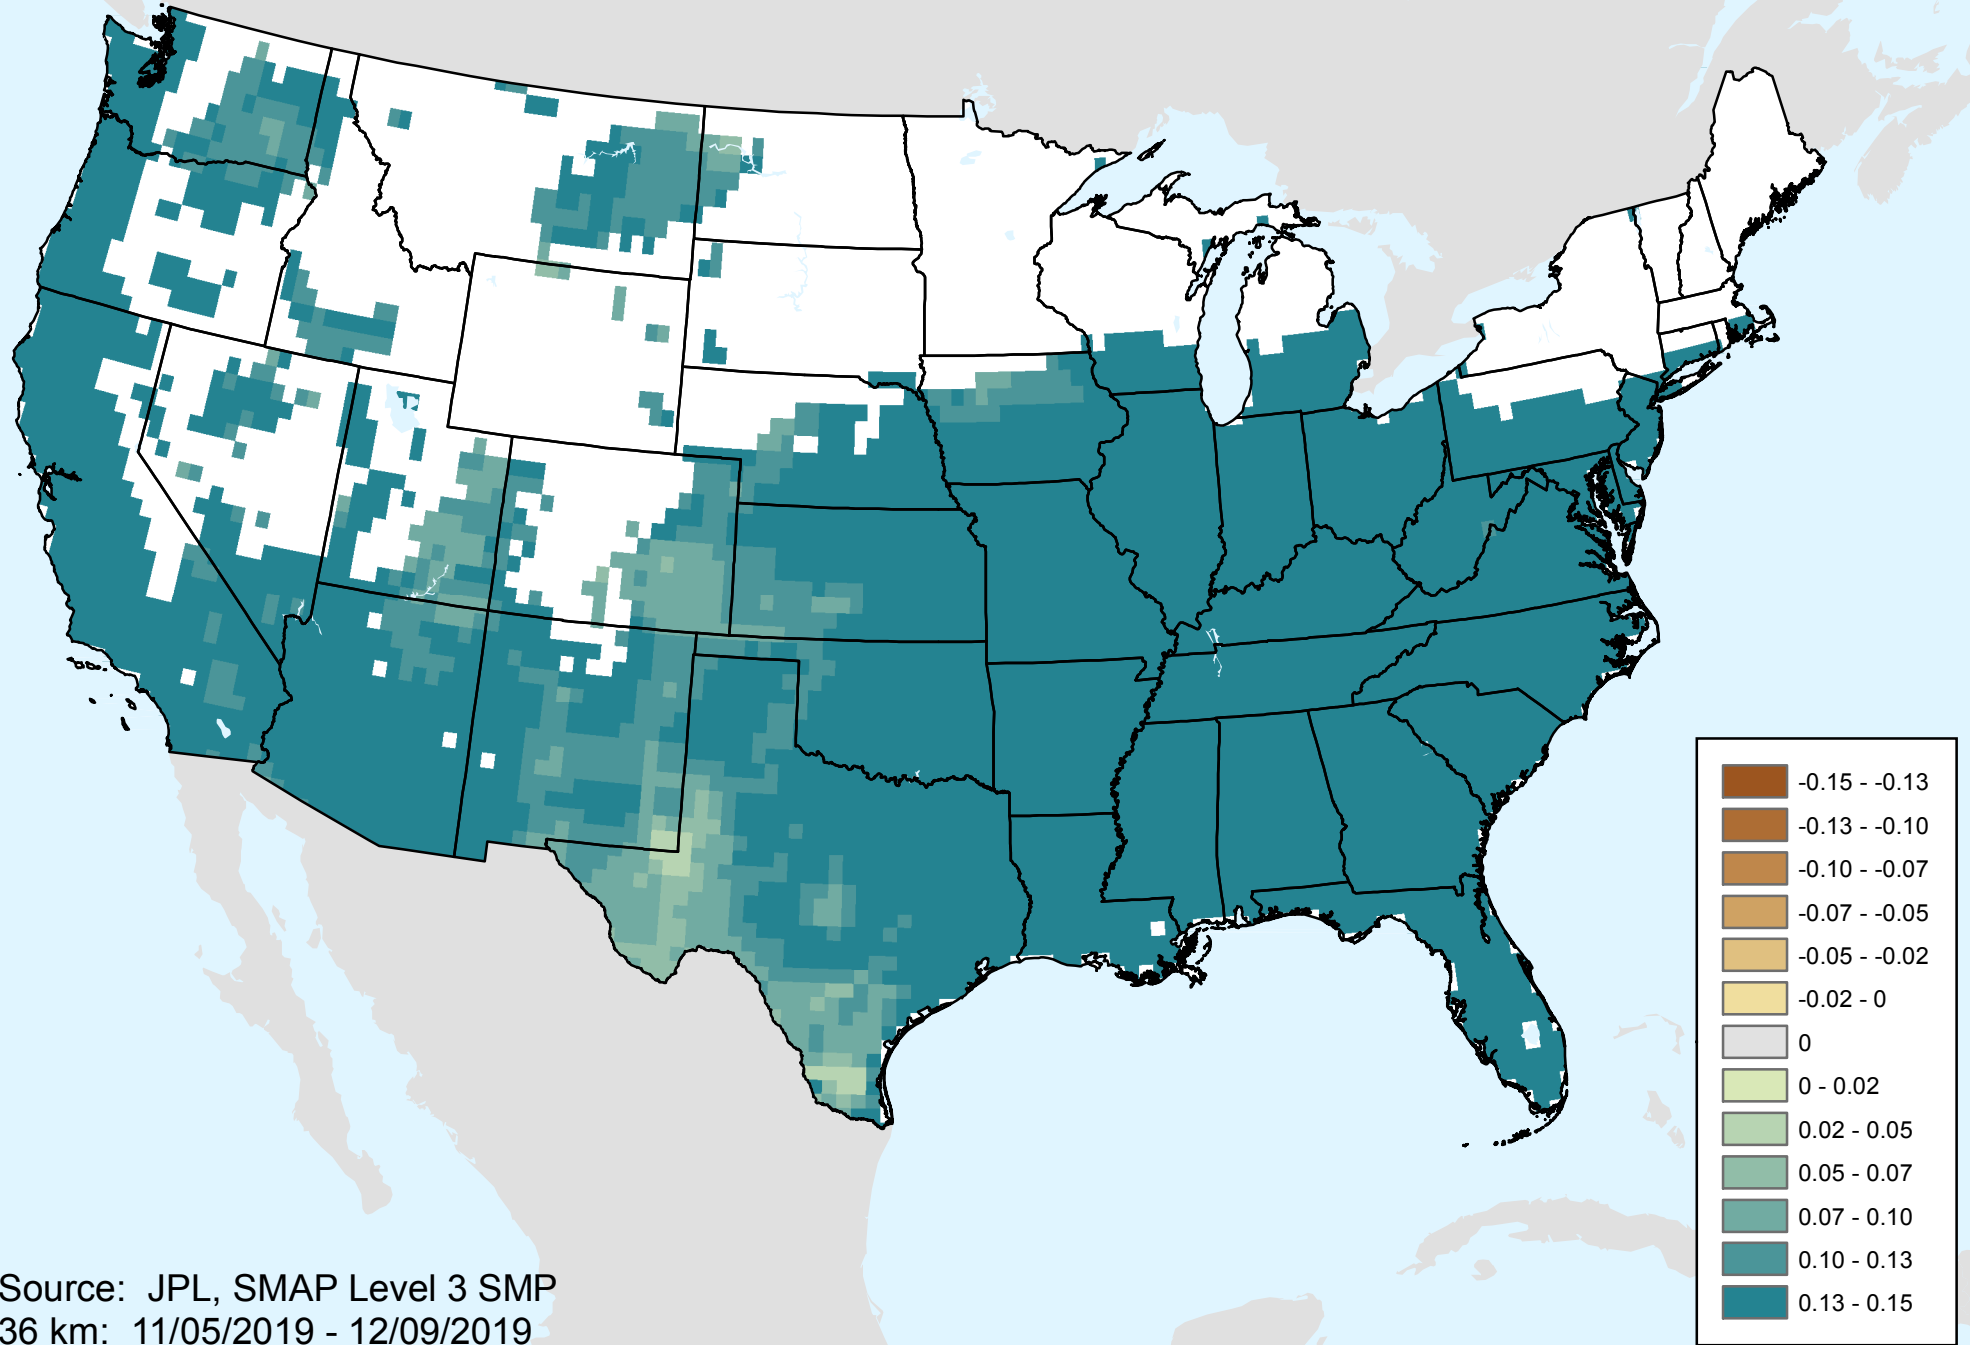 -0.15 - -0.13
-0.13 - -0.10
-0.10 - -0.07
-0.07 - -0.05
-0.05 - -0.02
-0.02 - 0
0
0 - 0.02
0.02 - 0.05
0.05 - 0.07
0.07 - 0.10
0.10 - 0.13
0.13 - 0.15
Source: JPL, SMAP Level 3 SMP
36 km: 11/05/2019 - 12/09/2019